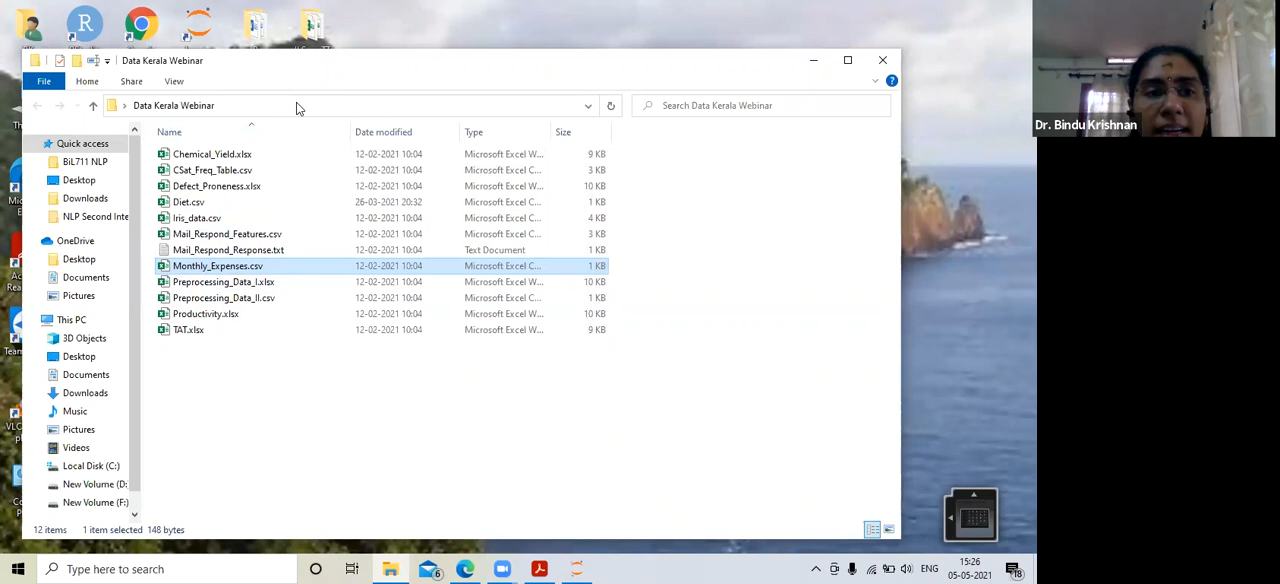 Data Kerala Webinar
File Home Share View
Data Kerala Webinar Search Data Kerala Webinar
Name Date modified Type Size
Quick access
BiL711 NLP
Desktop
Downloads
NLP Second Inte
OneDrive
Desktop
Documents
Pictures
This PC
3D Objects
Desktop
Documents
Downloads
Music
Pictures
Videos
Local Disk (C:)
New Volume (D:
New Volume (F:)
Chemical_Yield.xlsx 12-02-2021 10:04 Microsoft Excel W... 9 KB
CSat_Freq_Table.csv 12-02-2021 10:04 Microsoft Excel C... 3 KB
Defect_Proneness.xlsx 12-02-2021 10:04 Microsoft Excel W... 10 KB
Diet.csv 26-03-2021 20:32 Microsoft Excel C... 1 KB
Iris_data.csv 12-02-2021 10:04 Microsoft Excel C... 4 KB
Mail_Respond_Features.csv 12-02-2021 10:04 Microsoft Excel C... 3 KB
Mail_Respond_Response.txt 12-02-2021 10:04 Text Document 1 KB
Monthly_Expenses.csv 12-02-2021 10:04 Microsoft Excel C... 1 KB
Preprocessing_Data_I.xlsx 12-02-2021 10:04 Microsoft Excel W... 10 KB
Preprocessing_Data_II.csv 12-02-2021 10:04 Microsoft Excel C... 1 KB
Productivity.xlsx 12-02-2021 10:04 Microsoft Excel W... 10 KB
TAT.xlsx 12-02-2021 10:04 Microsoft Excel W... 9 KB
12 items 1 item selected 148 bytes
Dr. Bindu Krishnan
Type here to search
6
ENG
15:26
05-05-2021
18